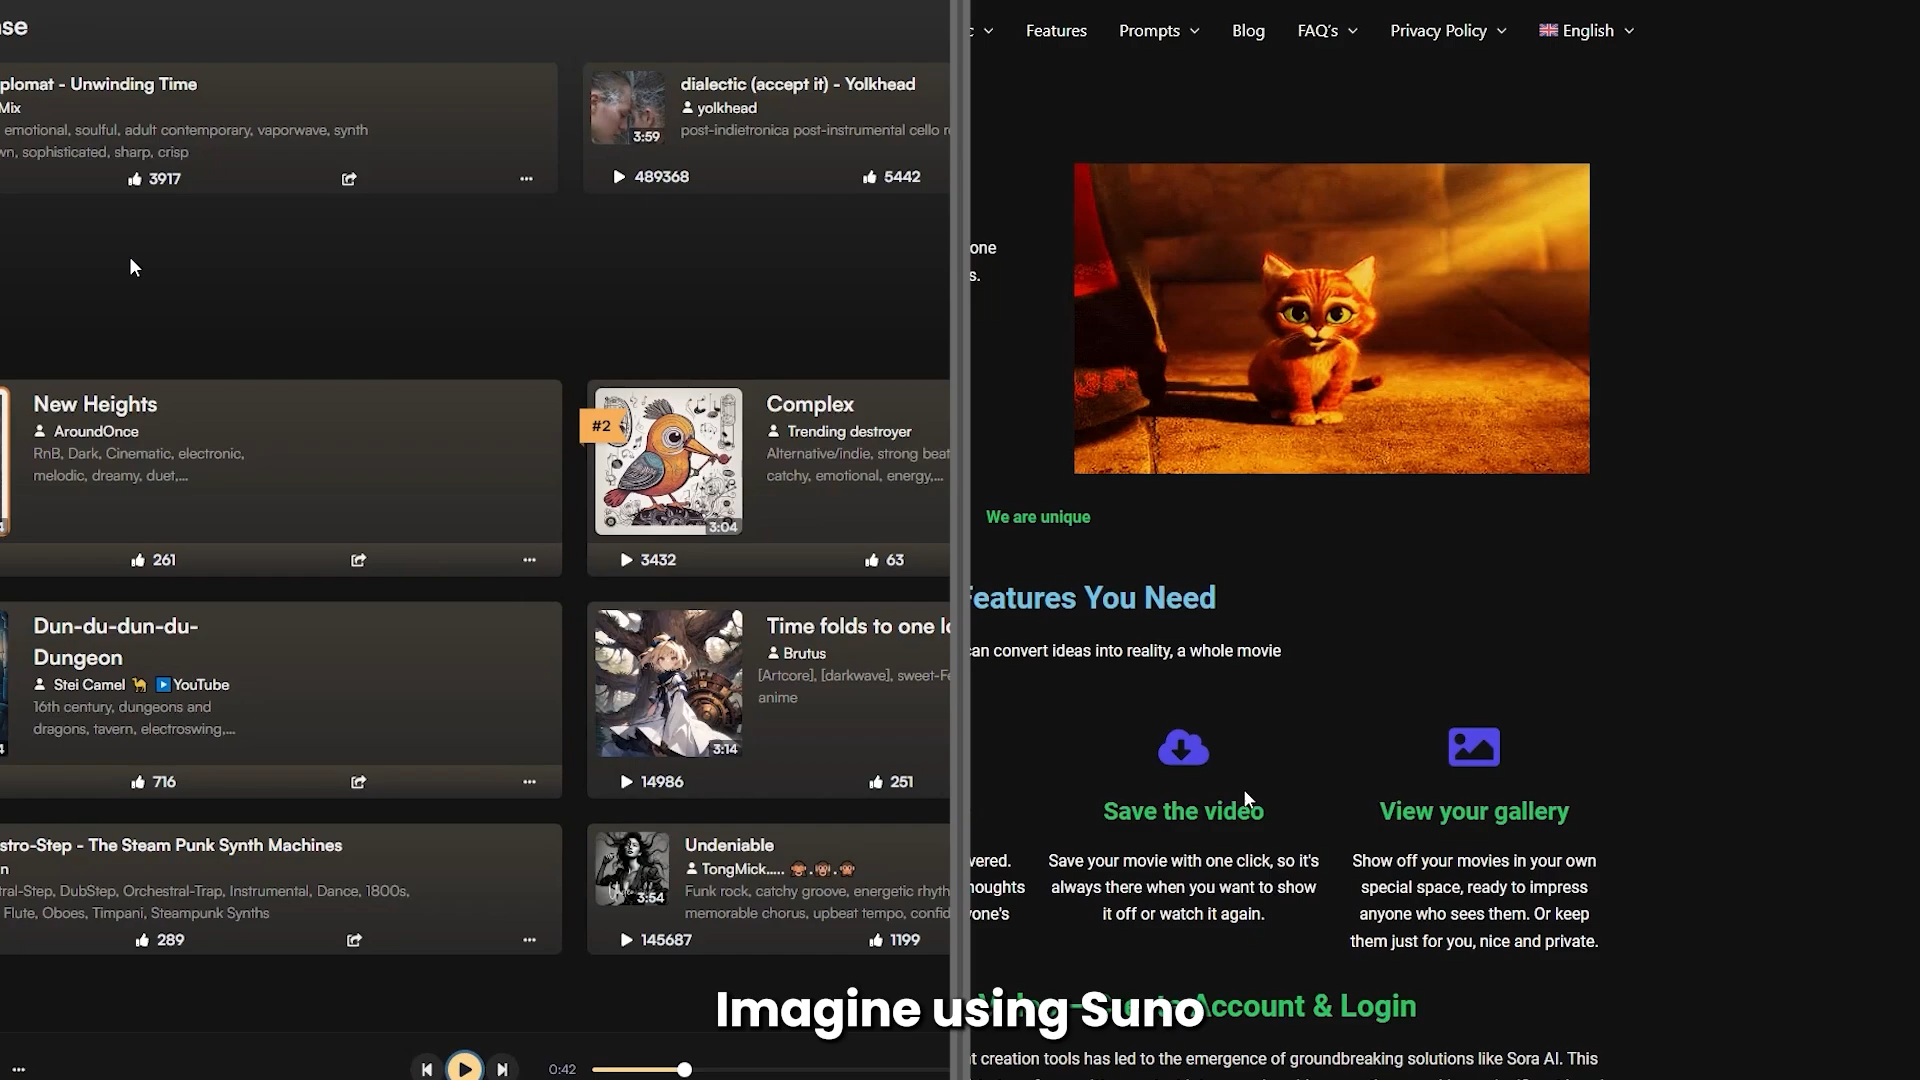 se
plomat - Unwinding Time
Mix
emotional, soulful, adult contemporary, vaporwave, synth
wn, sophisticated, sharp, crisp
3917
dialectic (accept it) - Yolkhead
yolkhead
post-indietronica post-instrumental cello r
3:59
489368
5442
New Heights
AroundOnce
RnB, Dark, Cinematic, electronic,
melodic, dreamy, duet,...
261
#2
Complex
Trending destroyer
Alternative/indie, strong beat
catchy, emotional, energy,...
3:04
3432
63
Dun-du-dun-du-
Dungeon
Stei Camel 🐪 ▶️YouTube
16th century, dungeons and
dragons, tavern, electroswing,...
716
Time folds to one lo
Brutus
[Artcore], [darkwave], sweet-Fe
anime
3:14
14986
251
stro-Step - The Steam Punk Synth Machines
n
ral-Step, DubStep, Orchestral-Trap, Instrumental, Dance, 1800s,
Flute, Oboes, Timpani, Steampunk Synths
289
Undeniable
TongMick..... 🙈.🙉.🙊
Funk rock, catchy groove, energetic rhyth
memorable chorus, upbeat tempo, confid
3:54
145687
1199
0:42
c
Features
Prompts
Blog
FAQ's
Privacy Policy
English
one
s.
We are unique
Features You Need
can convert ideas into reality, a whole movie
vered.
houghts
yone's
Save the video
Save your movie with one click, so it's
always there when you want to show
it off or watch it again.
View your gallery
Show off your movies in your own
special space, ready to impress
anyone who sees them. Or keep
them just for you, nice and private.
Account & Login
Imagine using Suno
t creation tools has led to the emergence of groundbreaking solutions like Sora AI. This